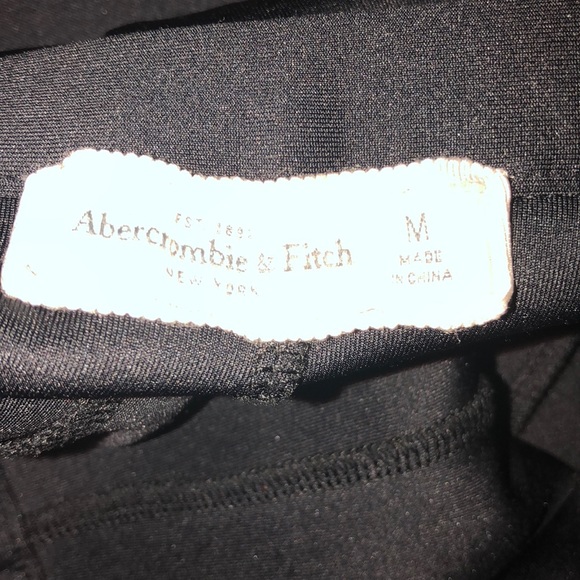 EST. 1892
Abercrombie & Fitch
NEW YORK
M
MADE
IN CHINA